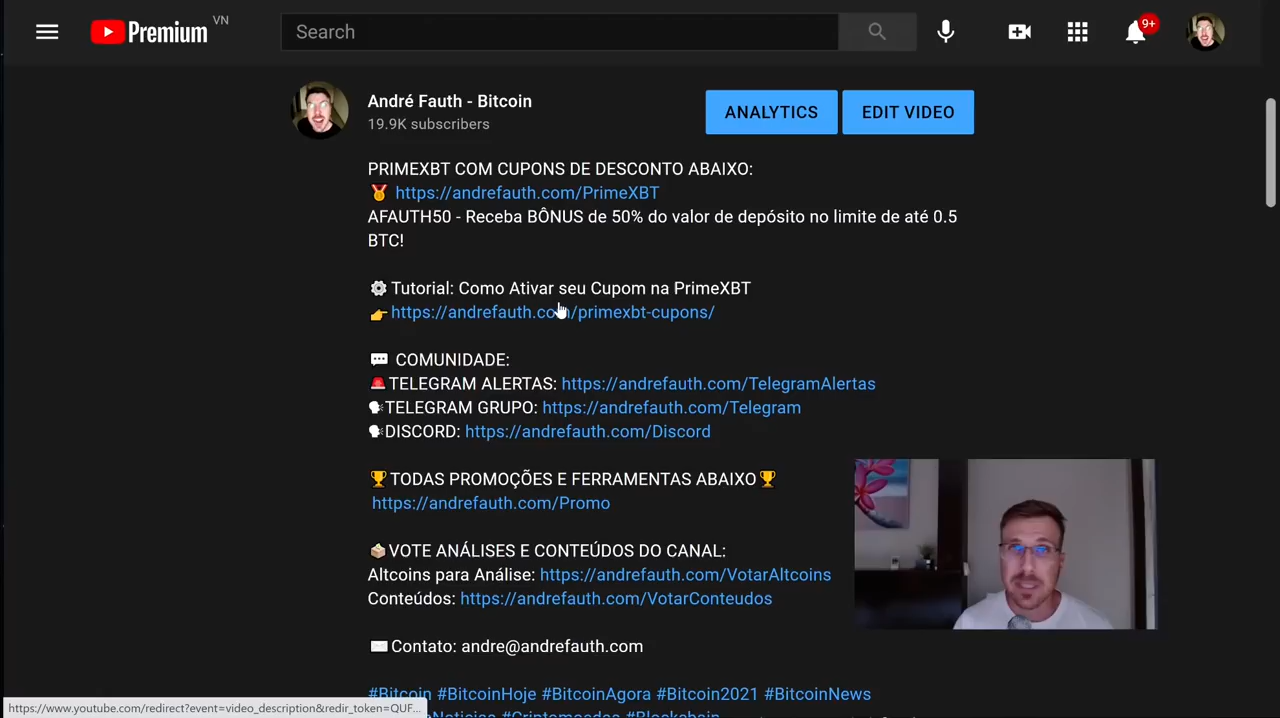 Premium VN
Search
9+
André Fauth - Bitcoin
19.9K subscribers
ANALYTICS
EDIT VIDEO
PRIMEXBT COM CUPONS DE DESCONTO ABAIXO:
https://andrefauth.com/PrimeXBT
AFAUTH50 - Receba BÔNUS de 50% do valor de depósito no limite de até 0.5
BTC!
Tutorial: Como Ativar seu Cupom na PrimeXBT
https://andrefauth.com/primexbt-cupons/
COMUNIDADE:
TELEGRAM ALERTAS: https://andrefauth.com/TelegramAlertas
TELEGRAM GRUPO: https://andrefauth.com/Telegram
DISCORD: https://andrefauth.com/Discord
TODAS PROMOÇÕES E FERRAMENTAS ABAIXO
https://andrefauth.com/Promo
VOTE ANÁLISES E CONTEÚDOS DO CANAL:
Altcoins para Análise: https://andrefauth.com/VotarAltcoins
Conteúdos: https://andrefauth.com/VotarConteudos
Contato: andre@andrefauth.com
#Bitcoin #BitcoinHoje #BitcoinAgora #Bitcoin2021 #BitcoinNews
#Criptomoedas #Blockchain
https://www.youtube.com/redirect?event=video_description&redir_token=QUF...